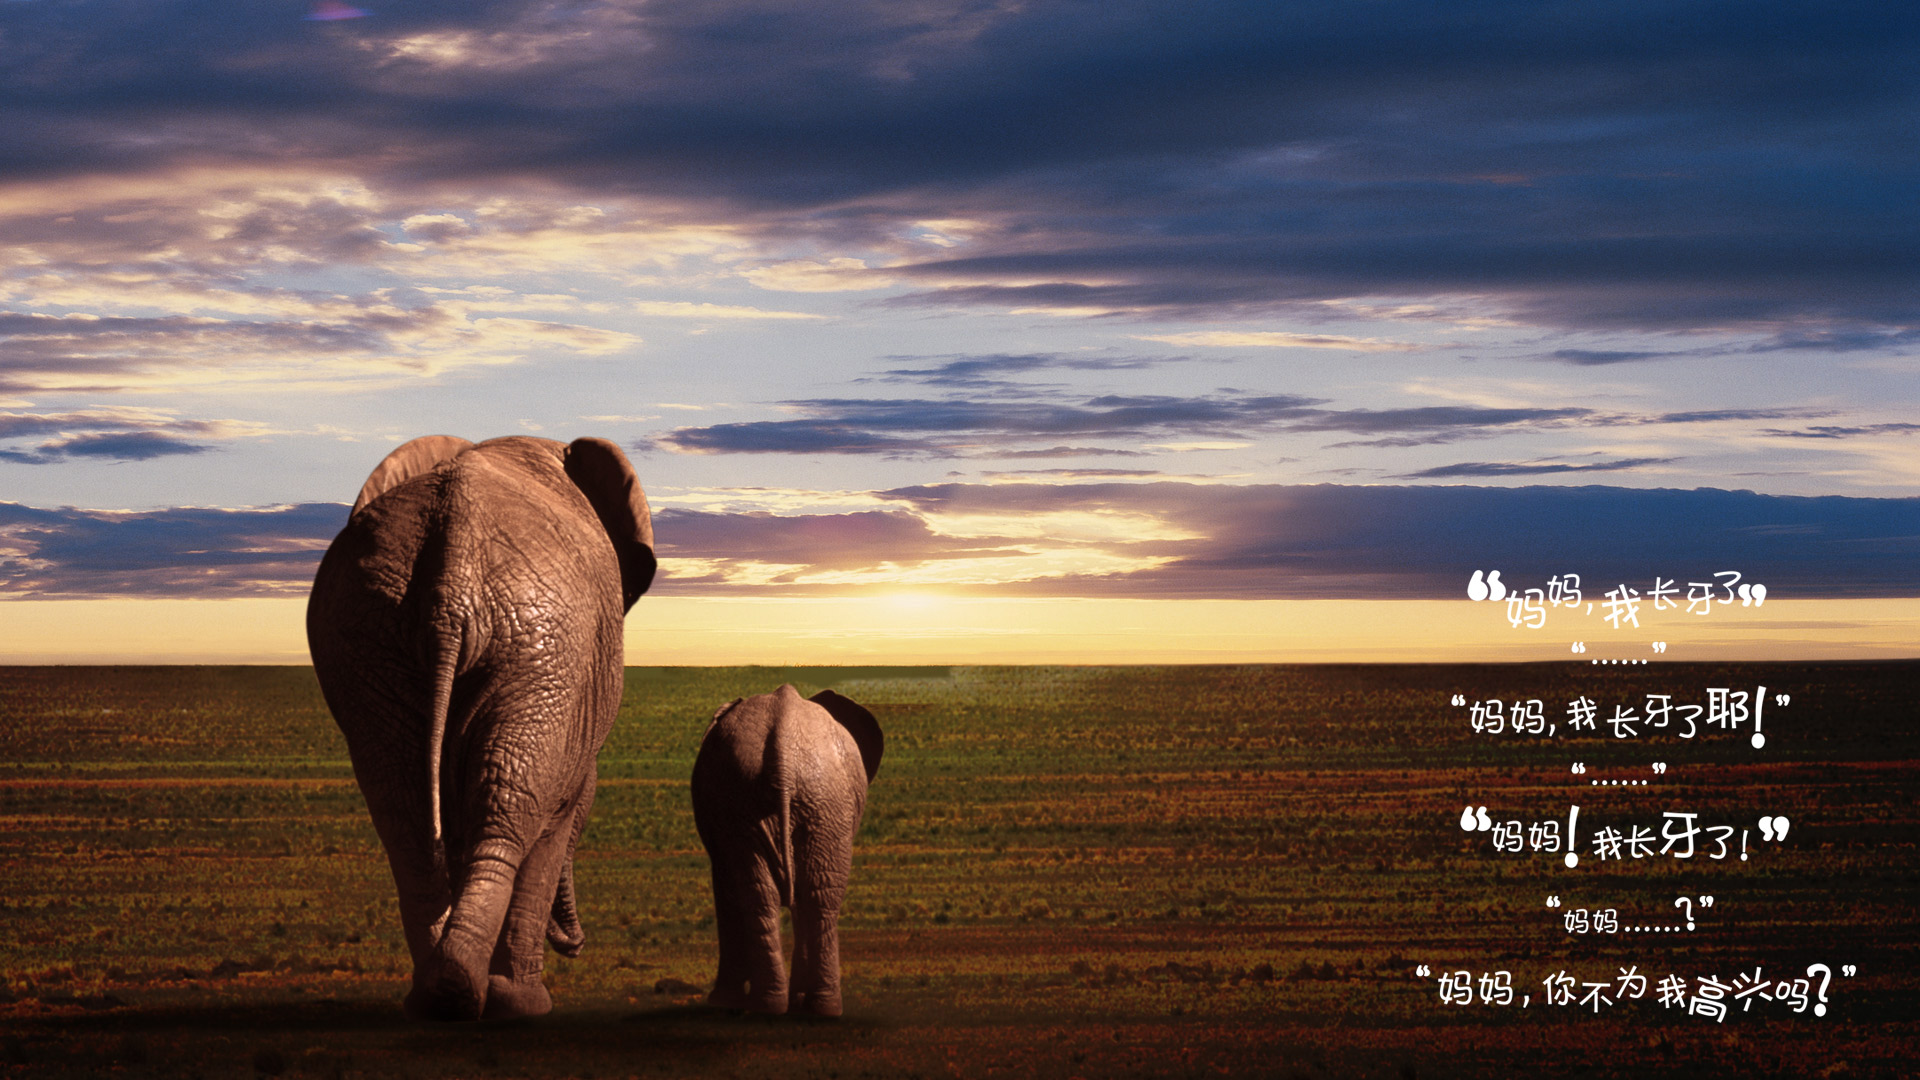 “妈妈，我长牙了”
“……”
“妈妈，我长牙了耶！”
“……”
“妈妈！我长牙了！”
“妈妈……？”
“妈妈，你不为我高兴吗？”